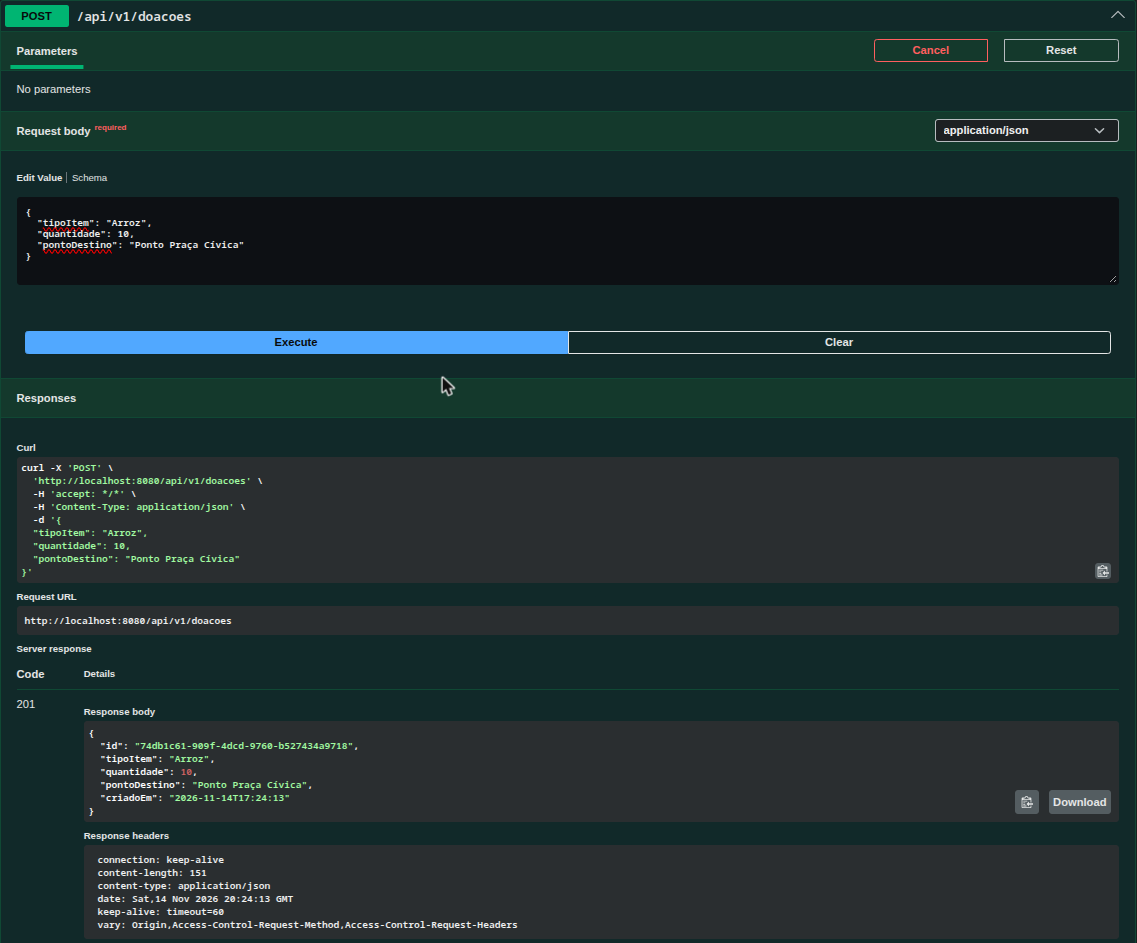 POST /api/v1/doacoes
Parameters Cancel Reset
No parameters
Request body required application/json
Edit Value | Schema
{
"tipoItem": "Arroz",
"quantidade": 10,
"pontoDestino": "Ponto Praça Cívica"
}
Execute Clear
Responses
Curl
curl -X 'POST' \
'http://localhost:8080/api/v1/doacoes' \
-H 'accept: */*' \
-H 'Content-Type: application/json' \
-d '{
"tipoItem": "Arroz",
"quantidade": 10,
"pontoDestino": "Ponto Praça Cívica"
}'
Request URL
http://localhost:8080/api/v1/doacoes
Server response
Code Details
201
Response body
{
"id": "74db1c61-909f-4dcd-9760-b527434a9718",
"tipoItem": "Arroz",
"quantidade": 10,
"pontoDestino": "Ponto Praça Cívica",
"criadoEm": "2026-11-14T17:24:13"
}
Download
Response headers
connection: keep-alive
content-length: 151
content-type: application/json
date: Sat,14 Nov 2026 20:24:13 GMT
keep-alive: timeout=60
vary: Origin,Access-Control-Request-Method,Access-Control-Request-Headers